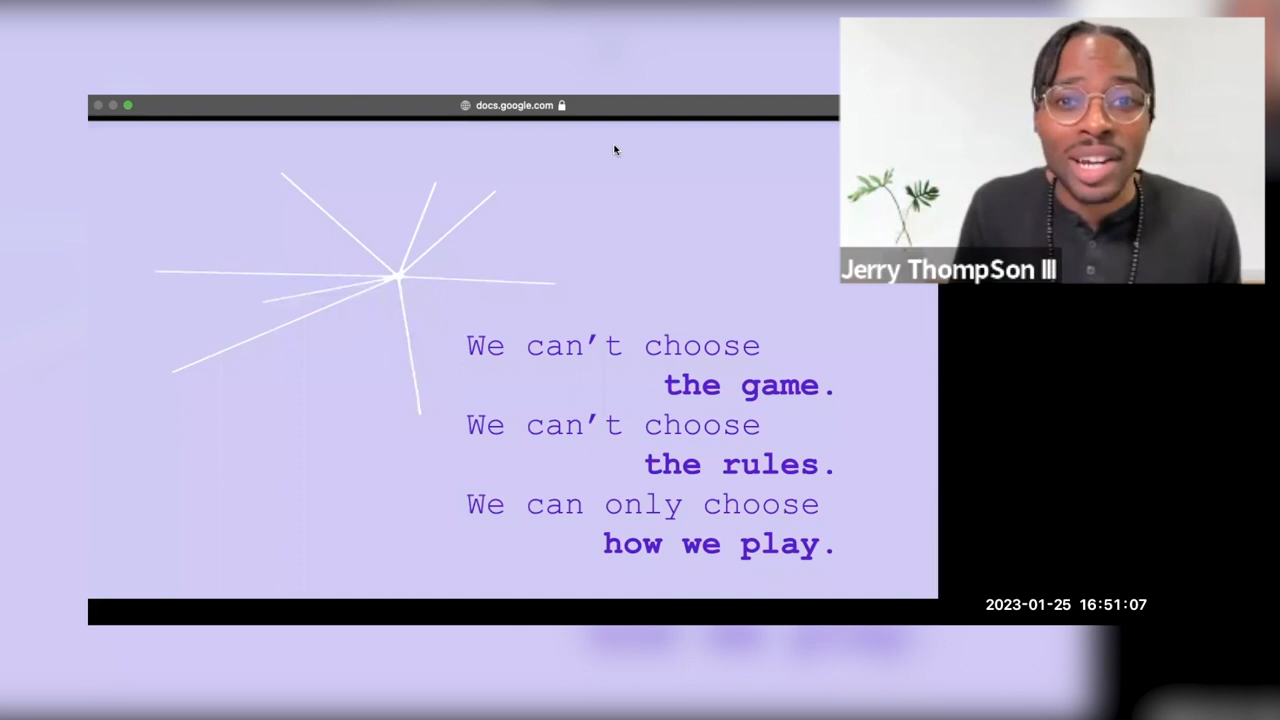 docs.google.com
Jerry ThompSon III
We can’t choose
the game.
We can’t choose
the rules.
We can only choose
how we play.
2023-01-25 16:51:07